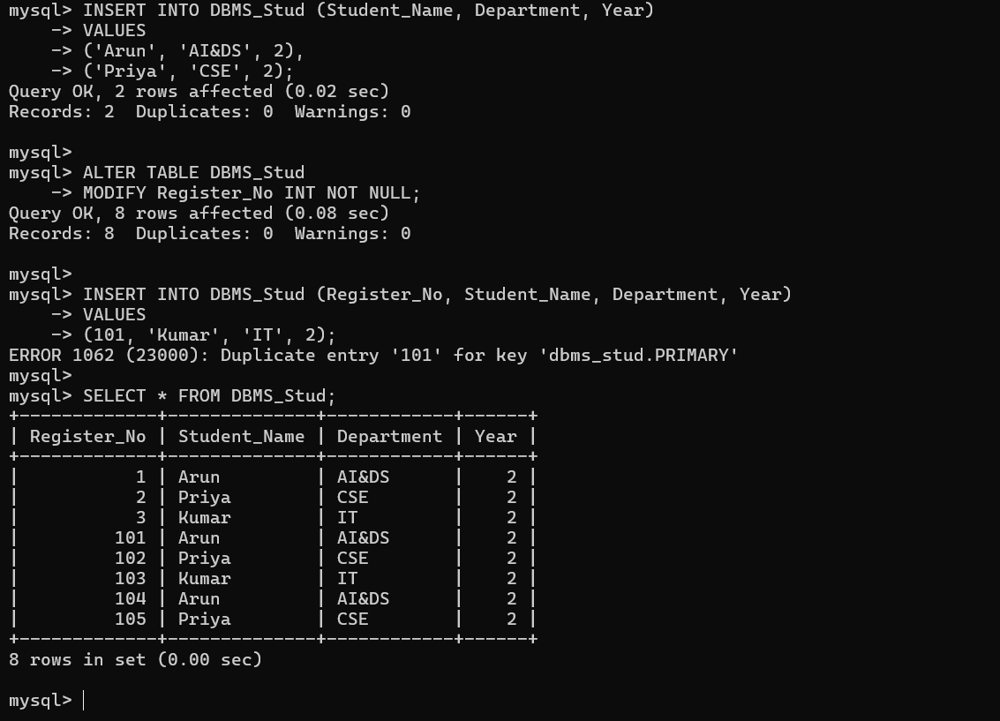 mysql> INSERT INTO DBMS_Stud (Student_Name, Department, Year)
    -> VALUES
    -> ('Arun', 'AI&DS', 2),
    -> ('Priya', 'CSE', 2);
Query OK, 2 rows affected (0.02 sec)
Records: 2  Duplicates: 0  Warnings: 0

mysql>
mysql> ALTER TABLE DBMS_Stud
    -> MODIFY Register_No INT NOT NULL;
Query OK, 8 rows affected (0.08 sec)
Records: 8  Duplicates: 0  Warnings: 0

mysql>
mysql> INSERT INTO DBMS_Stud (Register_No, Student_Name, Department, Year)
    -> VALUES
    -> (101, 'Kumar', 'IT', 2);
ERROR 1062 (23000): Duplicate entry '101' for key 'dbms_stud.PRIMARY'
mysql>
mysql> SELECT * FROM DBMS_Stud;
+-------------+--------------+------------+------+
| Register_No | Student_Name | Department | Year |
+-------------+--------------+------------+------+
|           1 | Arun         | AI&DS      |    2 |
|           2 | Priya        | CSE        |    2 |
|           3 | Kumar        | IT         |    2 |
|         101 | Arun         | AI&DS      |    2 |
|         102 | Priya        | CSE        |    2 |
|         103 | Kumar        | IT         |    2 |
|         104 | Arun         | AI&DS      |    2 |
|         105 | Priya        | CSE        |    2 |
+-------------+--------------+------------+------+
8 rows in set (0.00 sec)

mysql>